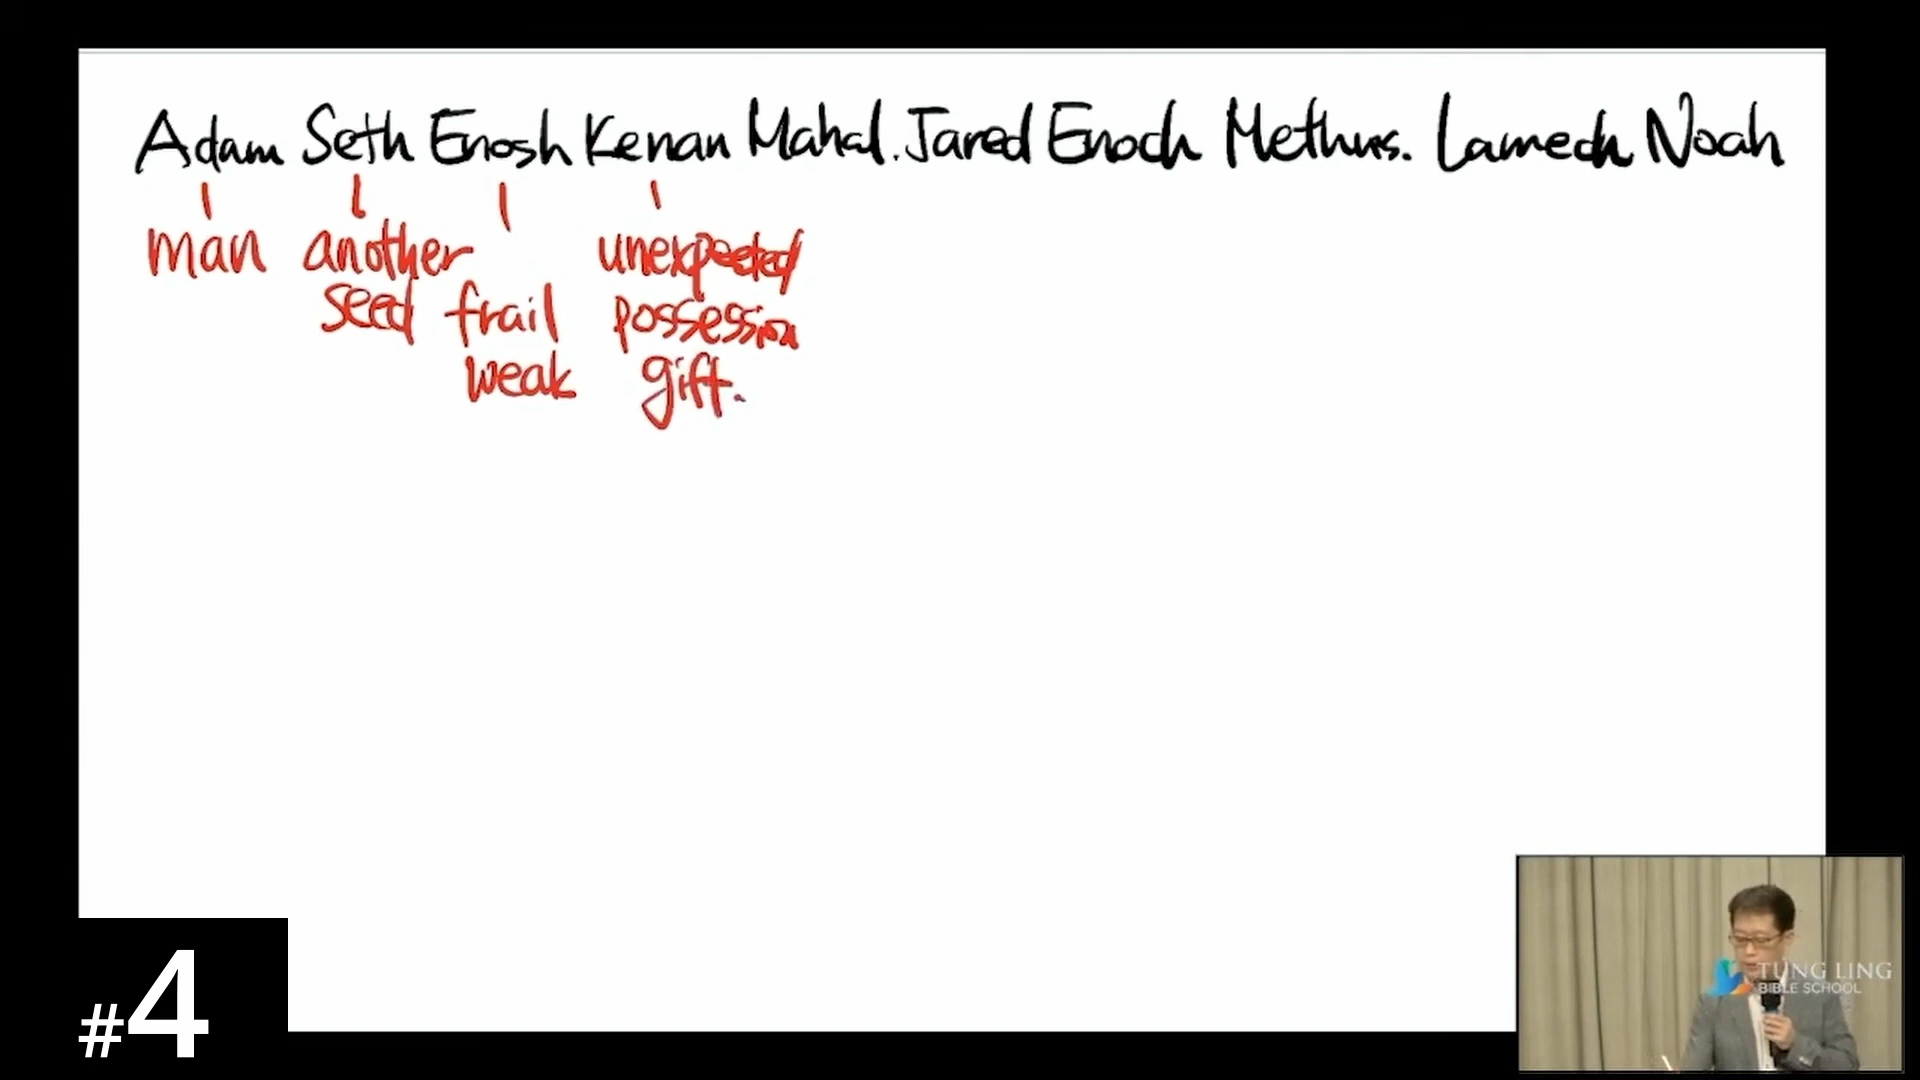 Adam Seth Enosh Kenan Mahal. Jared Enoch Methus. Lamech Noah
man another unexpected
seed frail possession
weak gift.
#4
TUNG LING
BIBLE SCHOOL